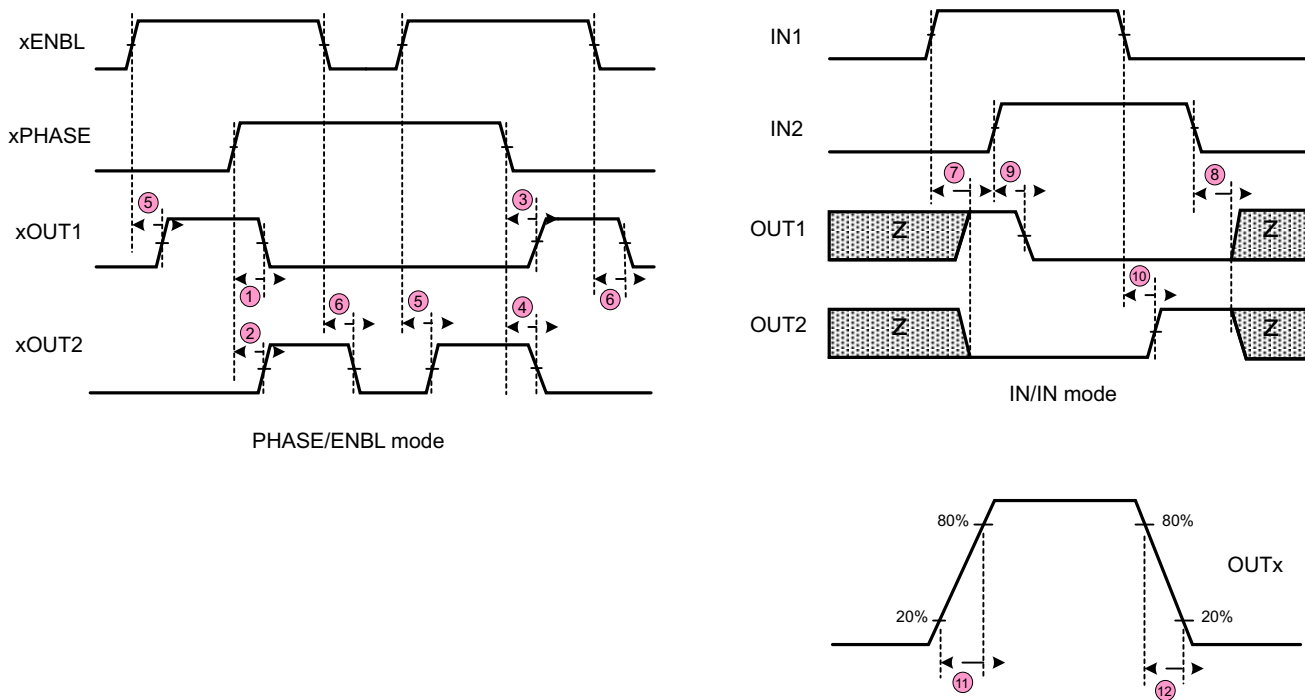 xENBL
xPHASE
5
3
xOUT1
1
6
6
5
4
2
xOUT2
PHASE/ENBL mode
IN1
IN2
7
9
8
OUT1
Z
Z
10
OUT2
Z
Z
IN/IN mode
80%
80%
OUTx
20%
20%
11
12